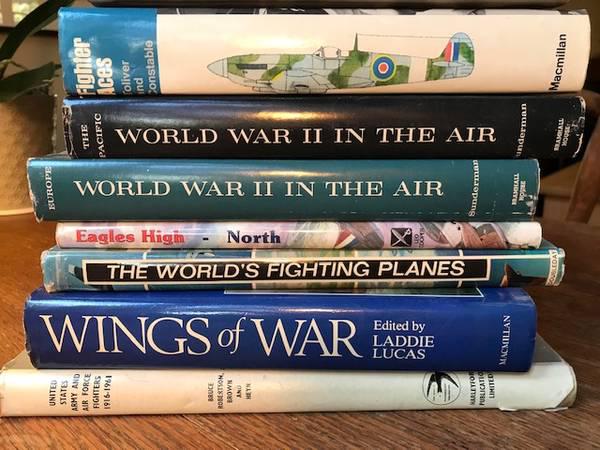 Fighter
Aces
oliver
and
Constable
Macmillan
THE
PACIFIC
WORLD WAR II IN THE AIR
Sunderman
BRAMHALL
HOUSE
EUROPE
WORLD WAR II IN THE AIR
Sunderman
BRAMHALL
HOUSE
Eagles High - North
THE WORLD'S FIGHTING PLANES
DOUBLEDAY
WINGS of WAR
Edited by
LADDIE
LUCAS
MACMILLAN
UNITED
STATES
ARMY AND
AIR FORCE
FIGHTERS
1916-1961
BRUCE
ROBERTSON,
BROWN
AND
HEYN
HARLEYFORD
PUBLICATIONS
LIMITED